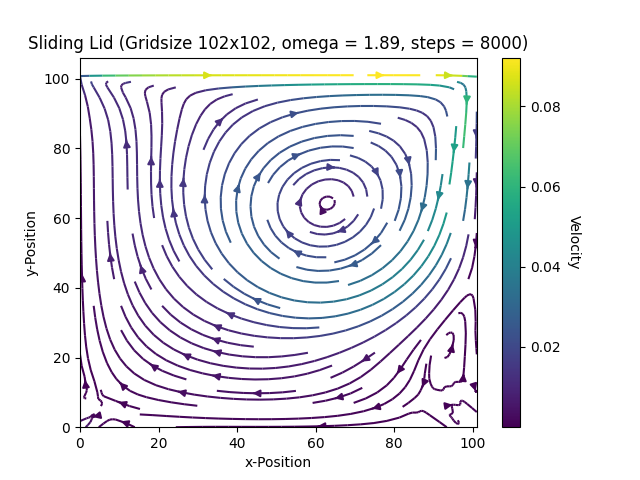 Sliding Lid (Gridsize 102x102, omega = 1.89, steps = 8000)
100
80
60
40
20
0
y-Position
0 20 40 60 80 100
x-Position
0.08
0.06
0.04
0.02
Velocity